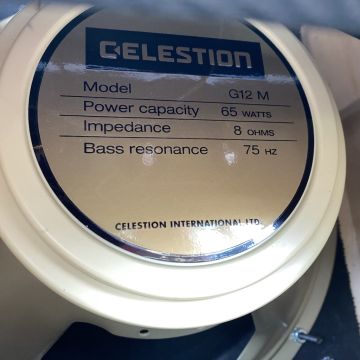 CELESTION
Model G12 M
Power capacity 65 WATTS
Impedance 8 OHMS
Bass resonance 75 HZ
CELESTION INTERNATIONAL LTD